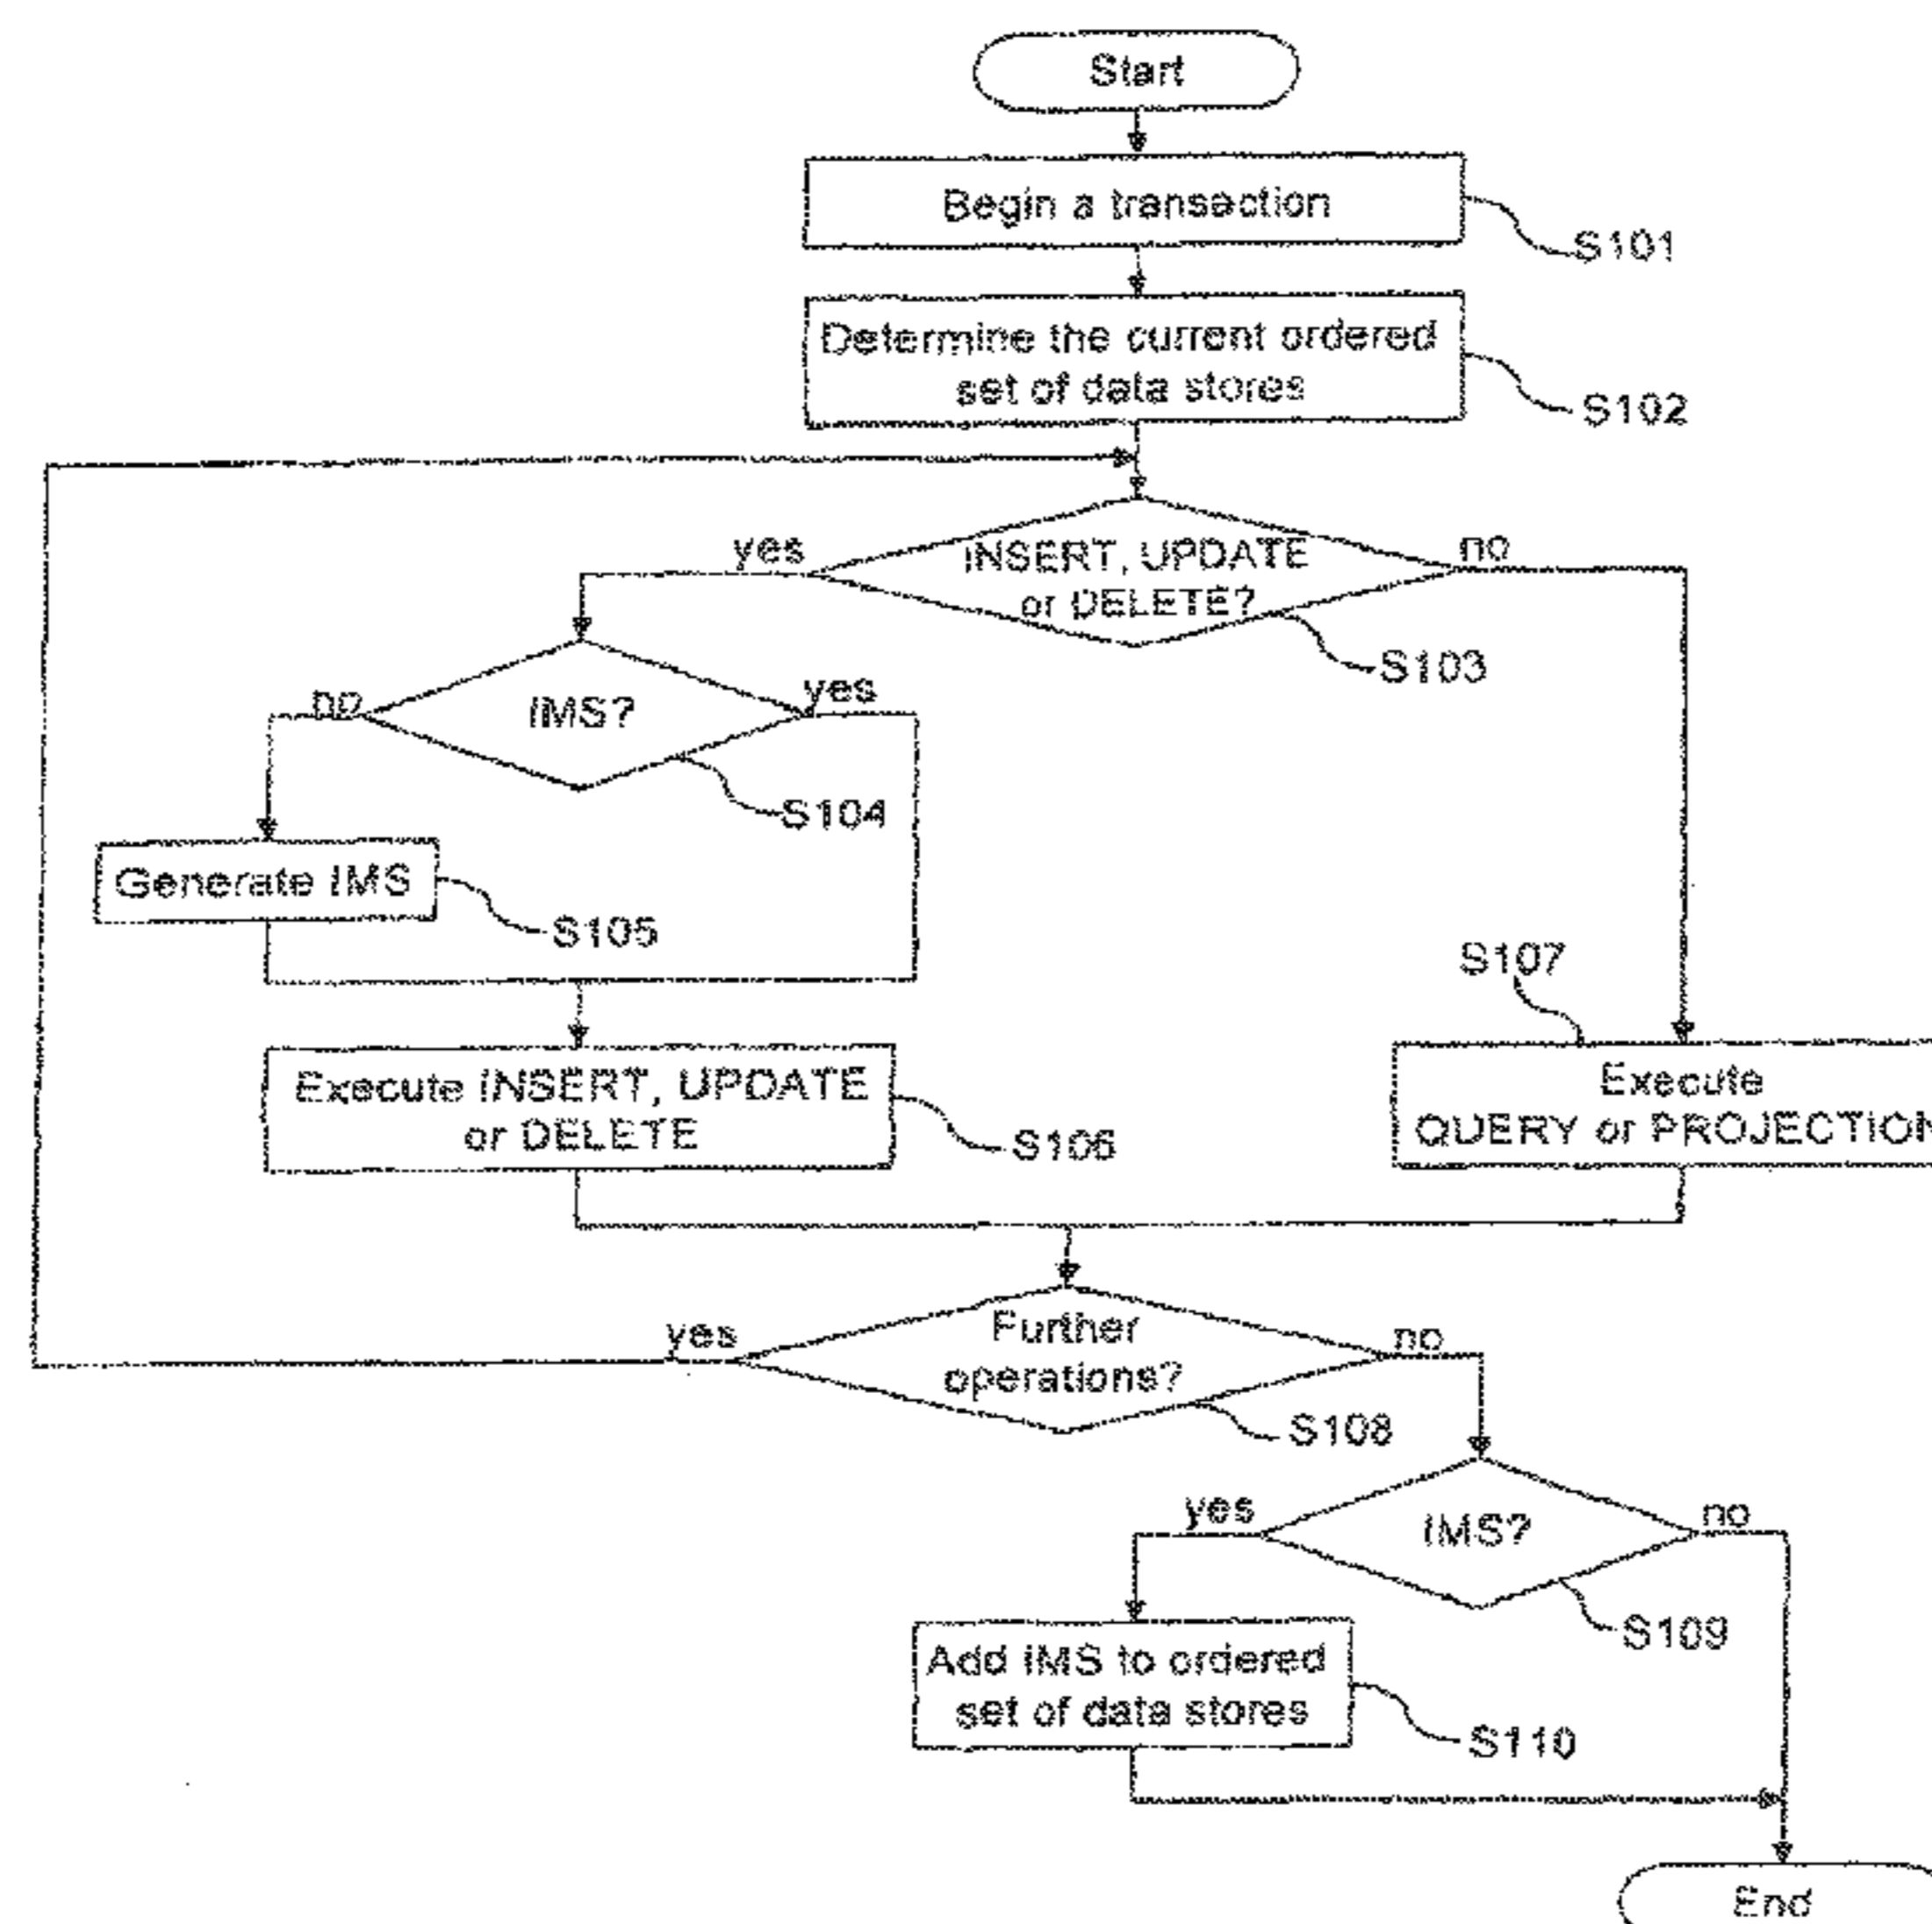 Start
Begin a transaction
S101
Determine the current ordered
set of data stores
S102
yes
INSERT, UPDATE
or DELETE?
no
S103
no
IMS?
yes
S104
Generate IMS
S105
S107
Execute INSERT, UPDATE
or DELETE
S106
Execute
QUERY or PROJECTION
yes
Further
operations?
no
S108
yes
IMS?
no
S109
Add IMS to ordered
set of data stores
S110
End